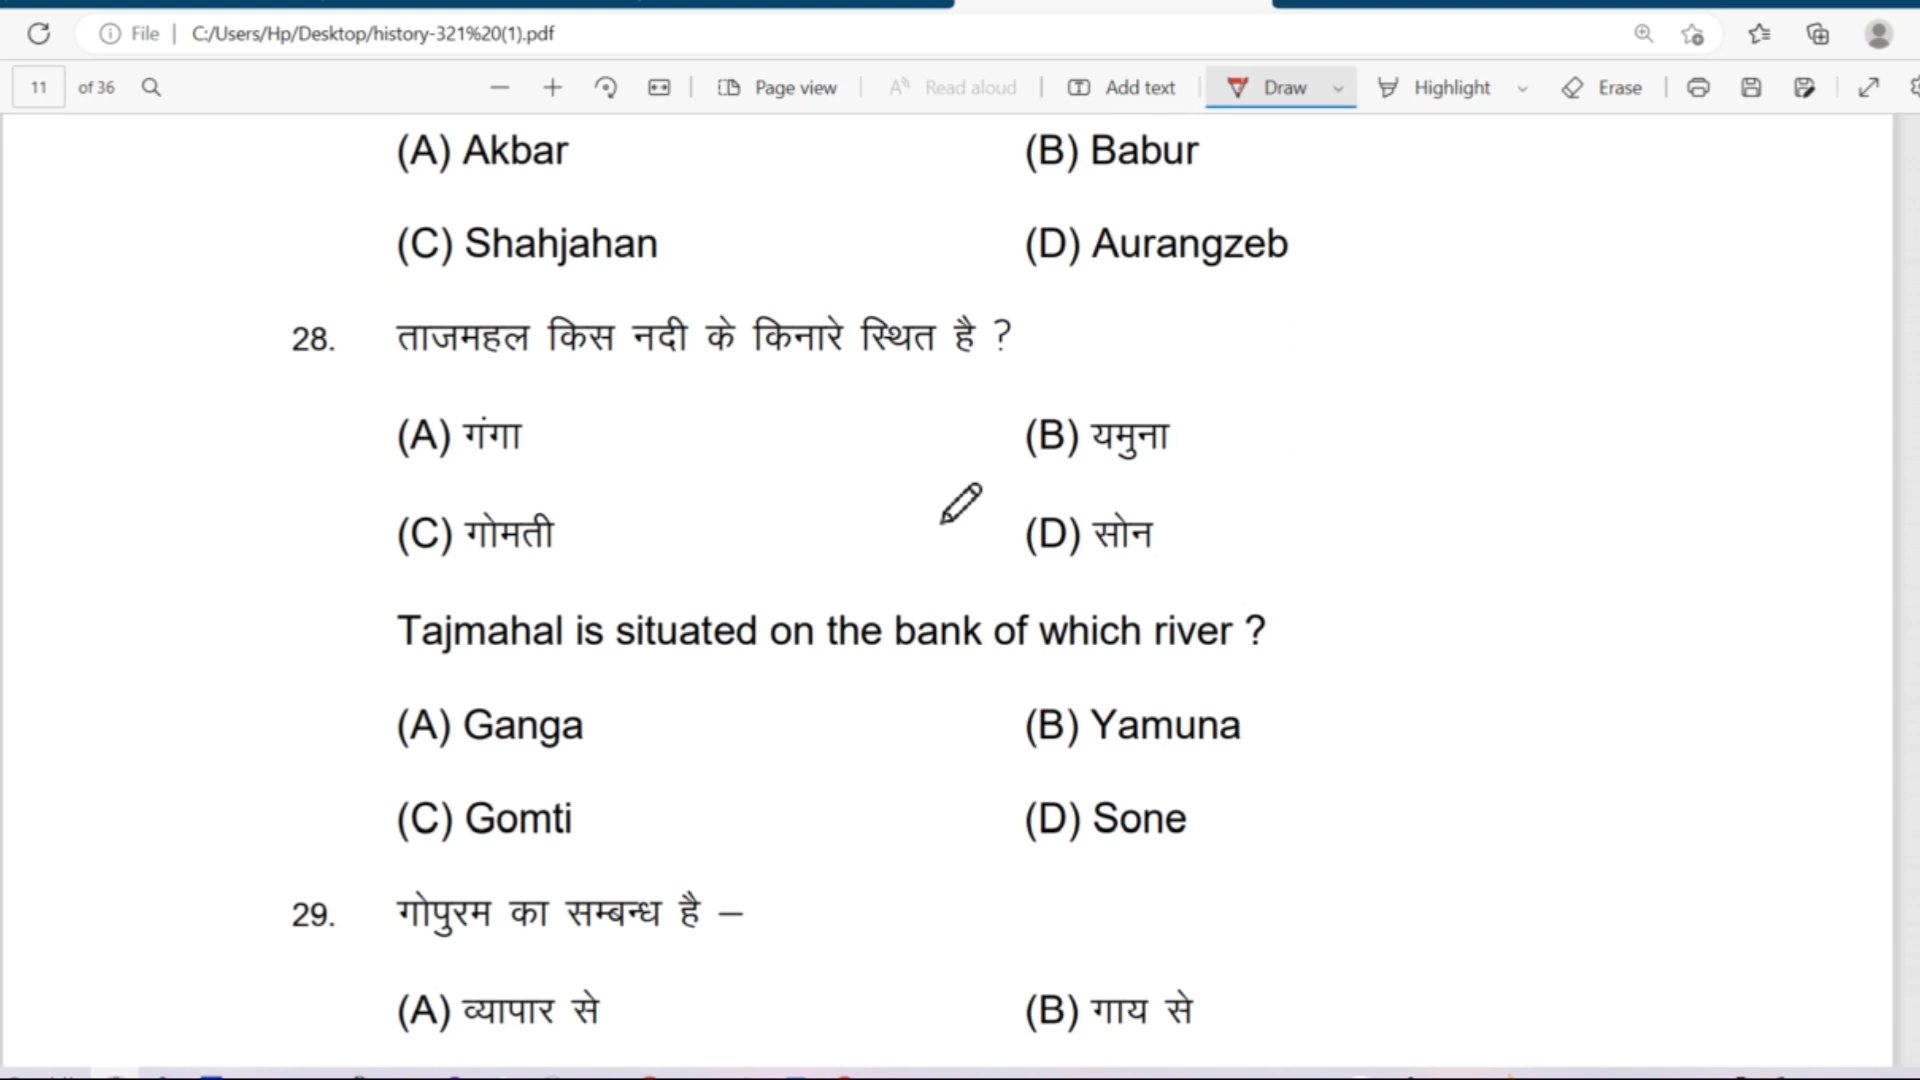 File | C:/Users/Hp/Desktop/history-321%20(1).pdf
11 of 36 Page view Read aloud Add text Draw Highlight Erase
(A) Akbar (B) Babur
(C) Shahjahan (D) Aurangzeb
28. ताजमहल किस नदी के किनारे स्थित है ?
(A) गंगा (B) यमुना
(C) गोमती (D) सोन
Tajmahal is situated on the bank of which river ?
(A) Ganga (B) Yamuna
(C) Gomti (D) Sone
29. गोपुरम का सम्बन्ध है –
(A) व्यापार से (B) गाय से